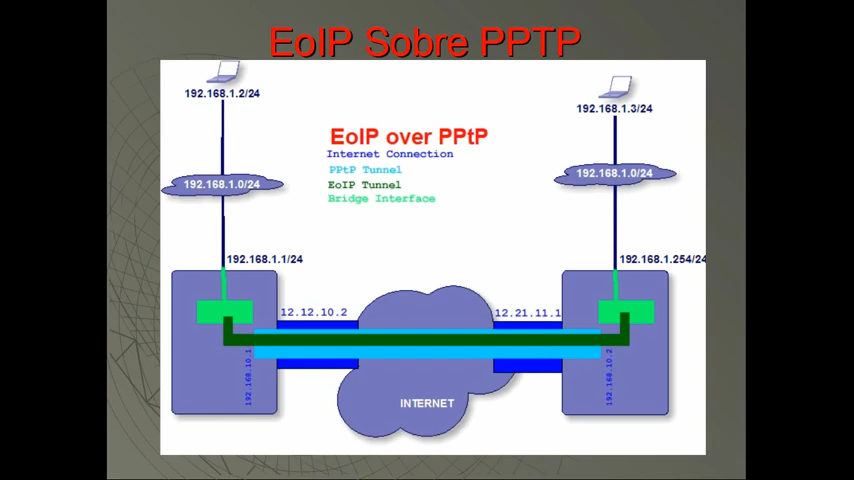 EoIP Sobre PPTP
192.168.1.2/24
192.168.1.3/24
EoIP over PPtP
Internet Connection
PPtP Tunnel
EoIP Tunnel
Bridge Interface
192.168.1.0/24
192.168.1.0/24
192.168.1.1/24
192.168.1.254/24
12.12.10.2
12.21.11.1
192.168.10.1
192.168.10.2
INTERNET